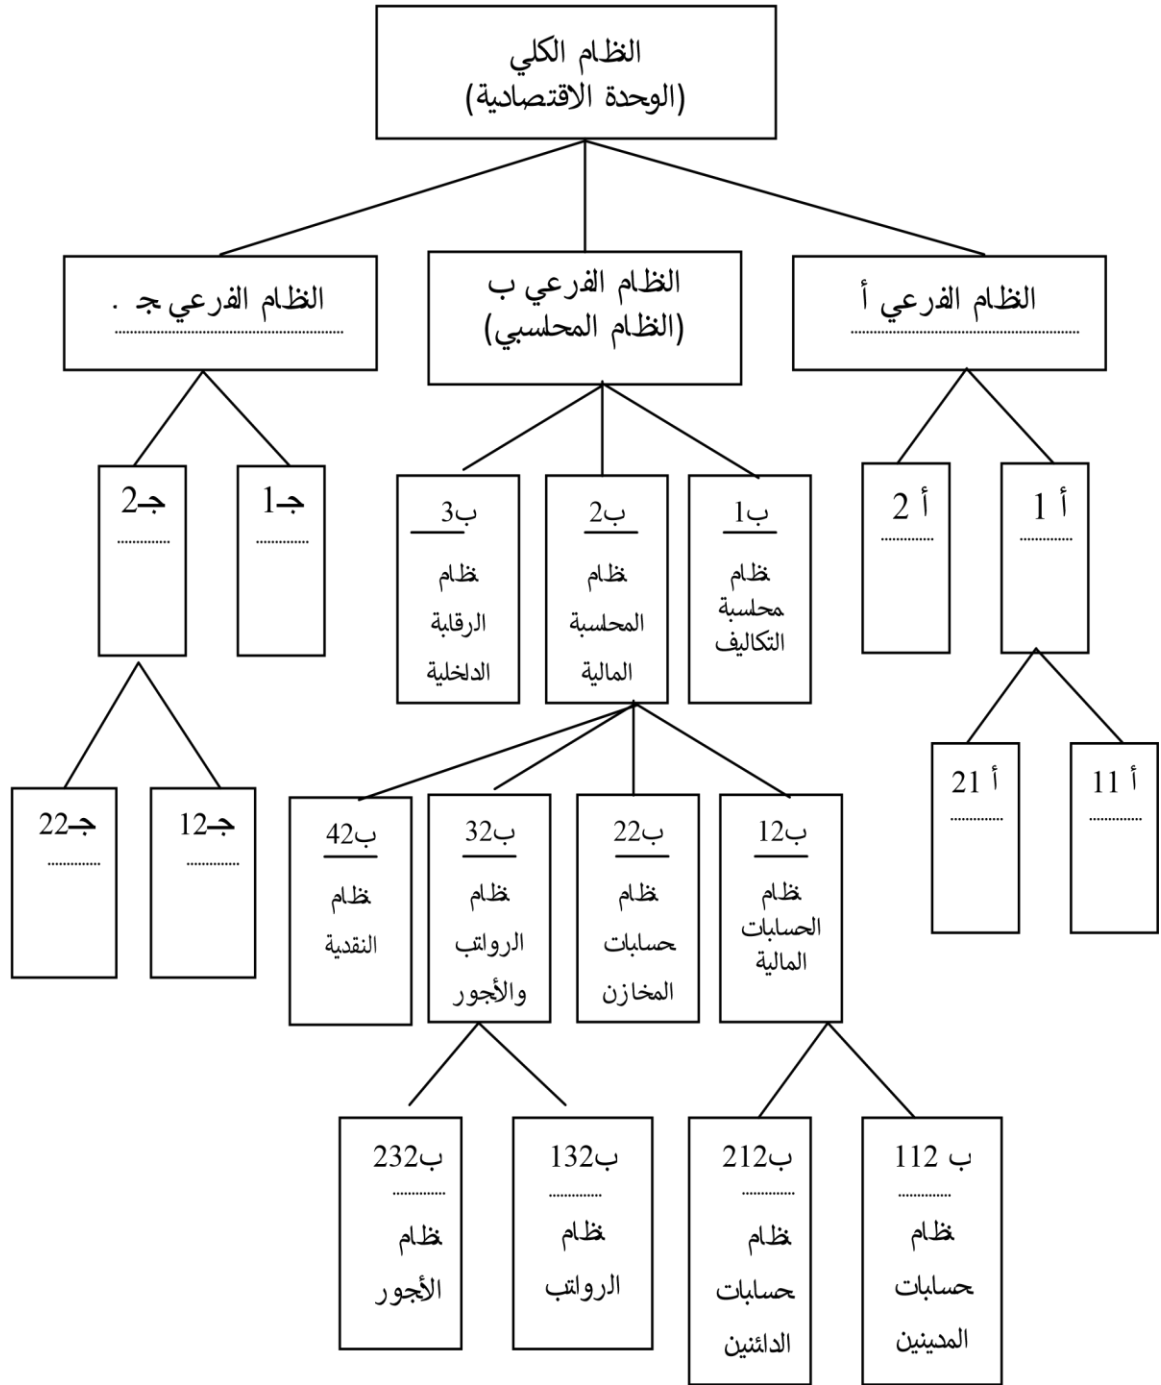 النظام الكلي
(الوحدة الاقتصادية)
النظام الفرعي أ
النظام الفرعي ب
(النظام المحاسبي)
النظام الفرعي جـ .
أ 1
أ 2
ب1
نظام
محاسبة
التكاليف
ب2
نظام
المحاسبة
المالية
ب3
نظام
الرقابة
الداخلية
جـ1
جـ2
أ 11
أ 21
ب12
نظام
الحسابات
المالية
ب22
نظام
حسابات
المخازن
ب32
نظام
الرواتب
والأجور
ب42
نظام
النقدية
جـ12
جـ22
ب 112
نظام
حسابات
المدينين
ب212
نظام
حسابات
الدائنين
ب132
نظام
الرواتب
ب232
نظام
الأجور